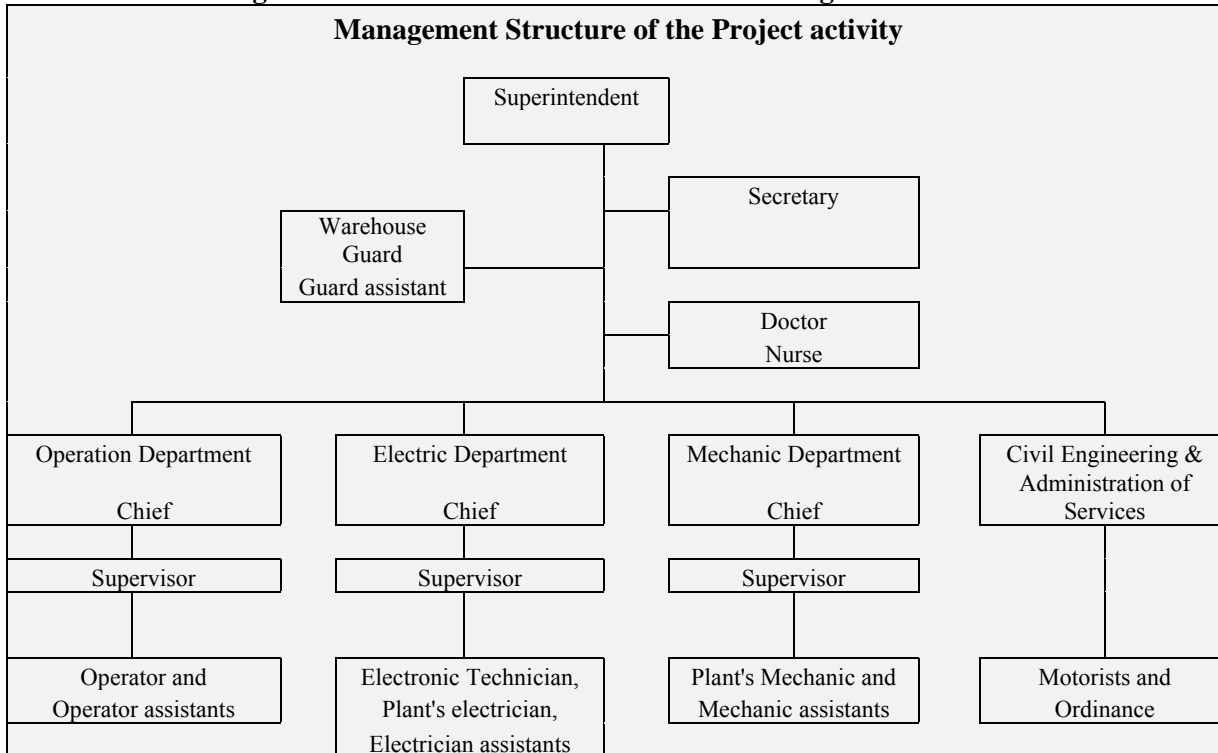 Management Structure of the Project activity
Superintendent
Secretary
Warehouse
Guard
Guard assistant
Doctor
Nurse
Operation Department
Chief
Electric Department
Chief
Mechanic Department
Chief
Civil Engineering &
Administration of
Services
Supervisor
Supervisor
Supervisor
Operator and
Operator assistants
Electronic Technician,
Plant's electrician,
Electrician assistants
Plant's Mechanic and
Mechanic assistants
Motorists and
Ordinance